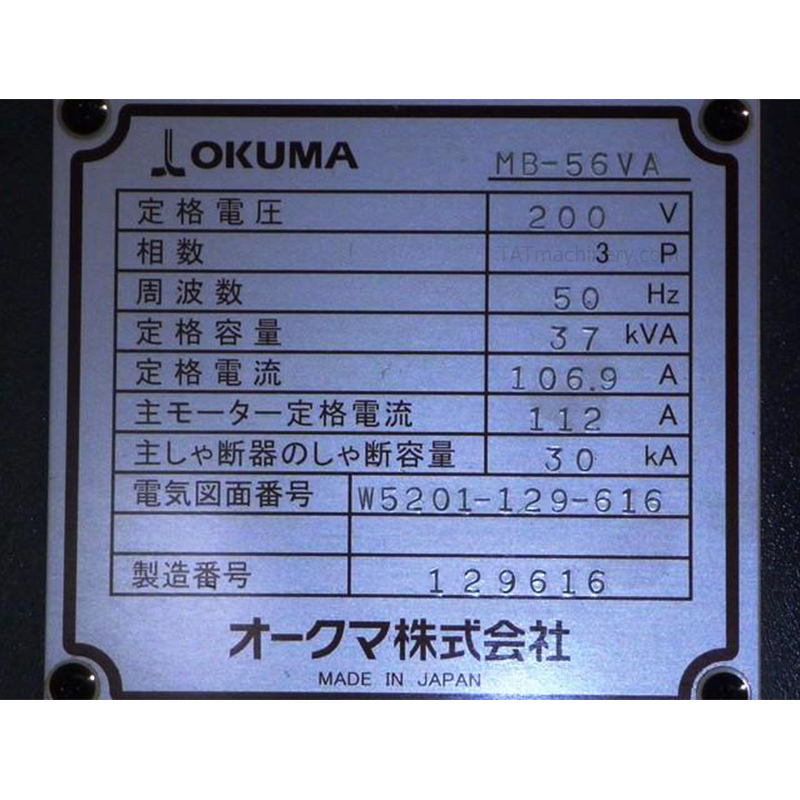 OKUMA MB-56VA
定格電圧 200 V
相数 3 P
TATmachinery.com
周波数 50 Hz
定格容量 37 kVA
定格電流 106.9 A
主モーター定格電流 112 A
主しゃ断器のしゃ断容量 30 kA
電気図面番号 W5201-129-616
製造番号 129616
オークマ株式会社
MADE IN JAPAN